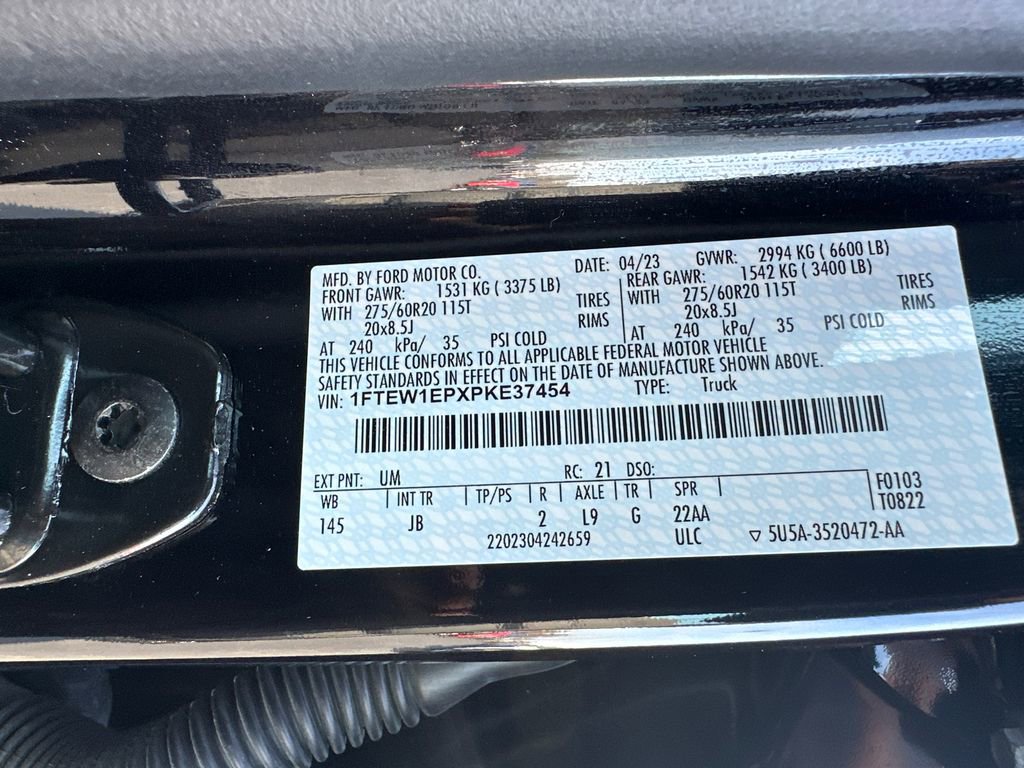 MFD. BY FORD MOTOR CO. DATE: 04/23 GVWR: 2994 KG ( 6600 LB)
FRONT GAWR: 1531 KG ( 3375 LB) REAR GAWR: 1542 KG ( 3400 LB)
WITH 275/60R20 115T TIRES WITH 275/60R20 115T TIRES
20x8.5J RIMS 20x8.5J RIMS
AT 240 kPa/ 35 PSI COLD AT 240 kPa/ 35 PSI COLD
THIS VEHICLE CONFORMS TO ALL APPLICABLE FEDERAL MOTOR VEHICLE
SAFETY STANDARDS IN EFFECT ON THE DATE OF MANUFACTURE SHOWN ABOVE.
VIN: 1FTEW1EPXPKE37454 TYPE: Truck
EXT PNT: UM RC: 21 DSO:
WB INT TR TP/PS R AXLE TR SPR F0103
145 JB 2 L9 G 22AA T0822
2202304242659 ULC ▽ 5U5A-3520472-AA